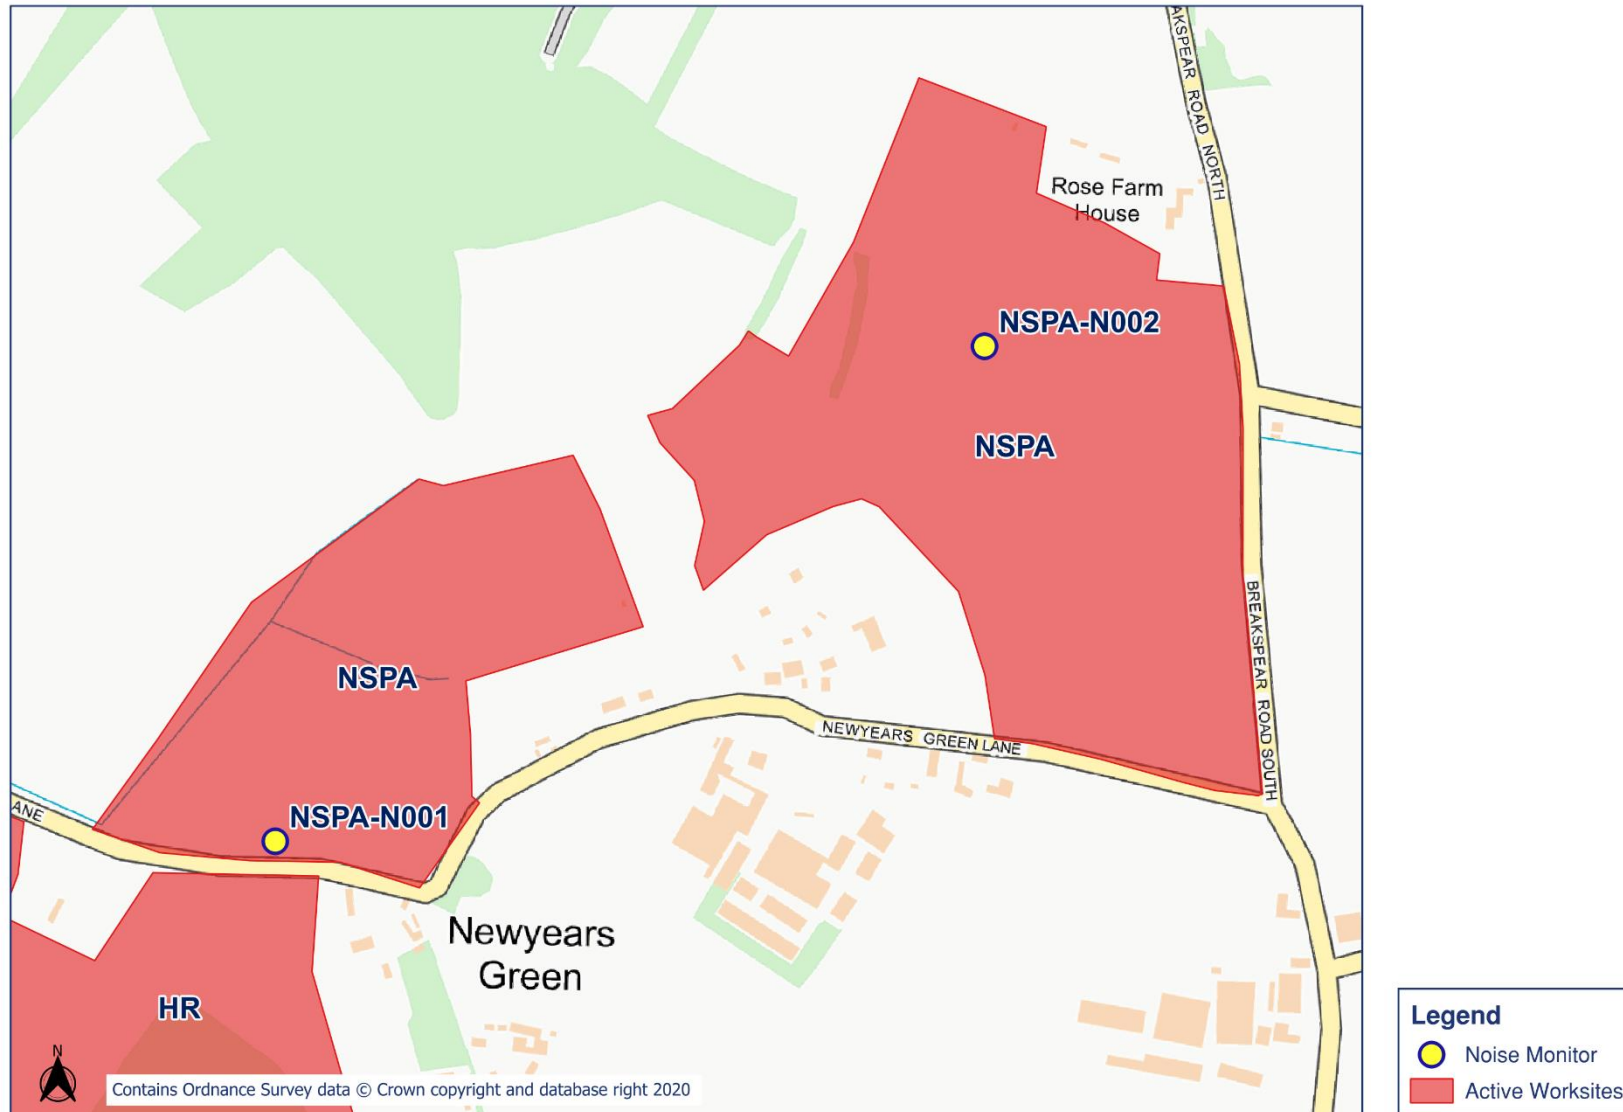 AKSPEAR ROAD NORTH
Rose Farm
House
NSPA-N002
NSPA
NSPA
BREAKSPEAR ROAD SOUTH
NEWYEARS GREEN LANE
ANE
NSPA-N001
Newyears
Green
HR
N
Contains Ordnance Survey data © Crown copyright and database right 2020
Legend
Noise Monitor
Active Worksites